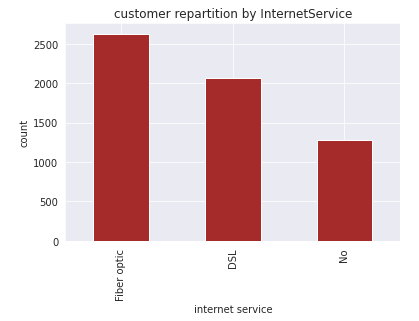 customer repartition by InternetService
count
2500
2000
1500
1000
500
0
Fiber optic
DSL
No
internet service